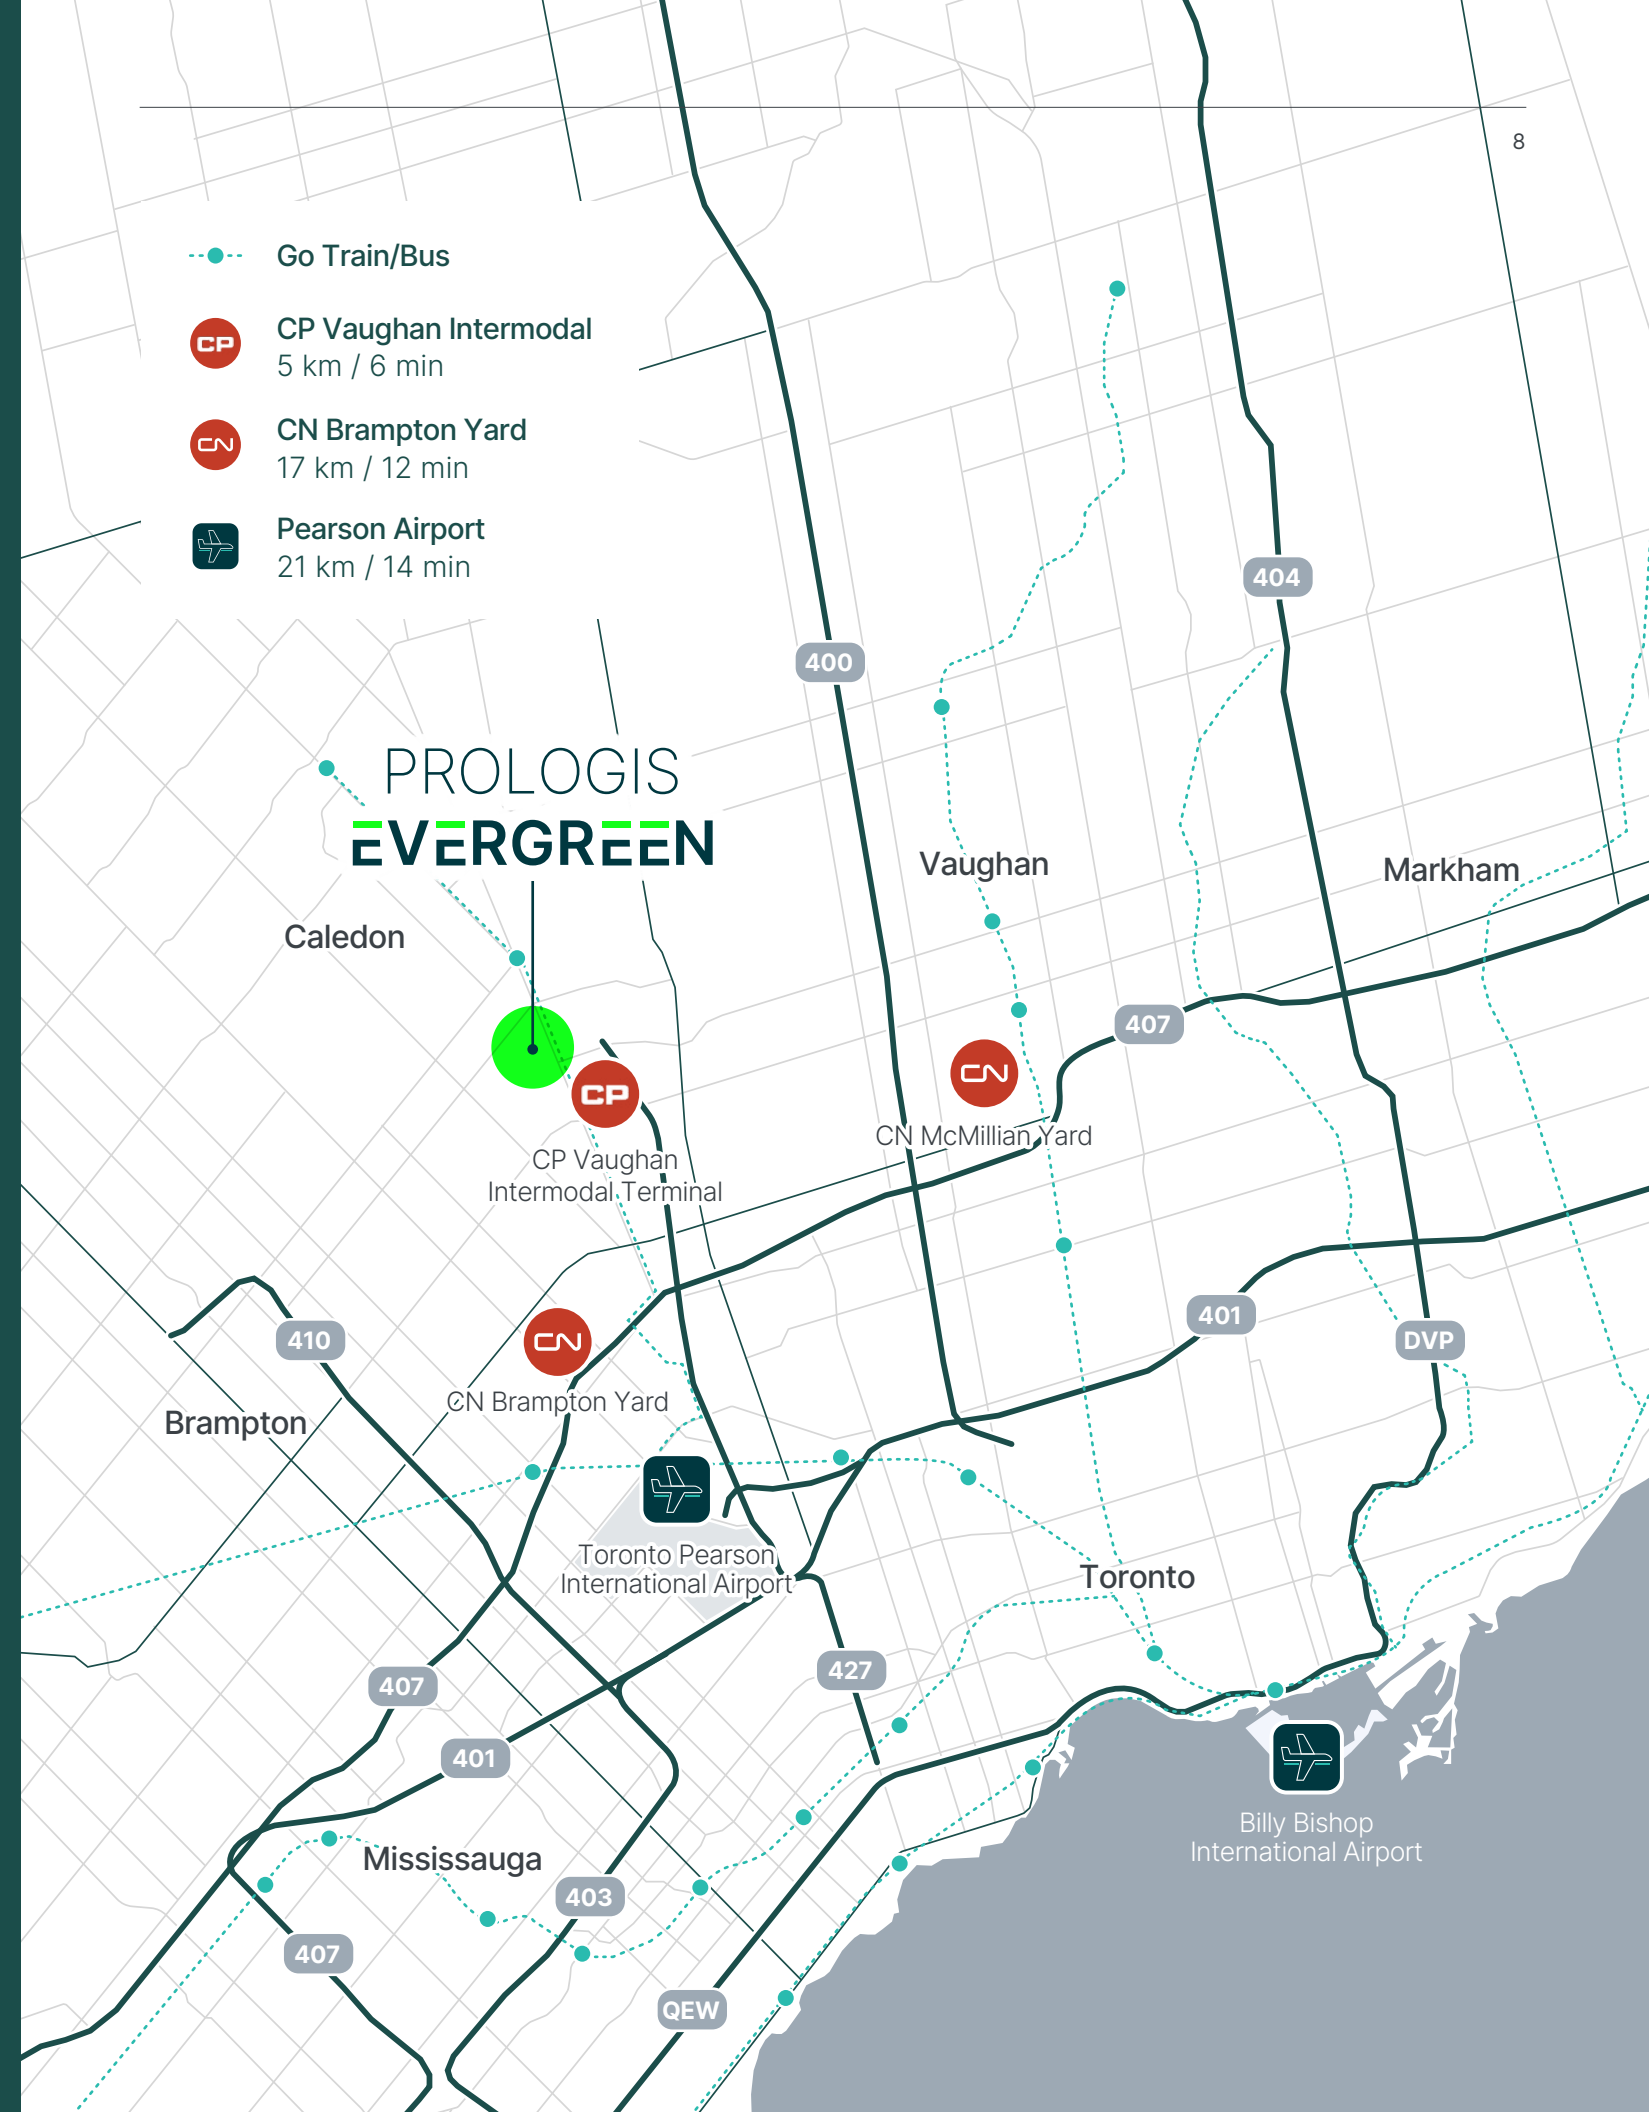 8
Go Train/Bus
CP
CP Vaughan Intermodal
5 km / 6 min
CN
CN Brampton Yard
17 km / 12 min
Pearson Airport
21 km / 14 min
404
400
PROLOGIS
EVERGREEN
Vaughan
Markham
Caledon
407
CN
CP
CN McMillian Yard
CP Vaughan
Intermodal Terminal
401
410
CN
DVP
CN Brampton Yard
Brampton
Toronto Pearson
International Airport
Toronto
427
407
401
Billy Bishop
International Airport
Mississauga
403
407
QEW